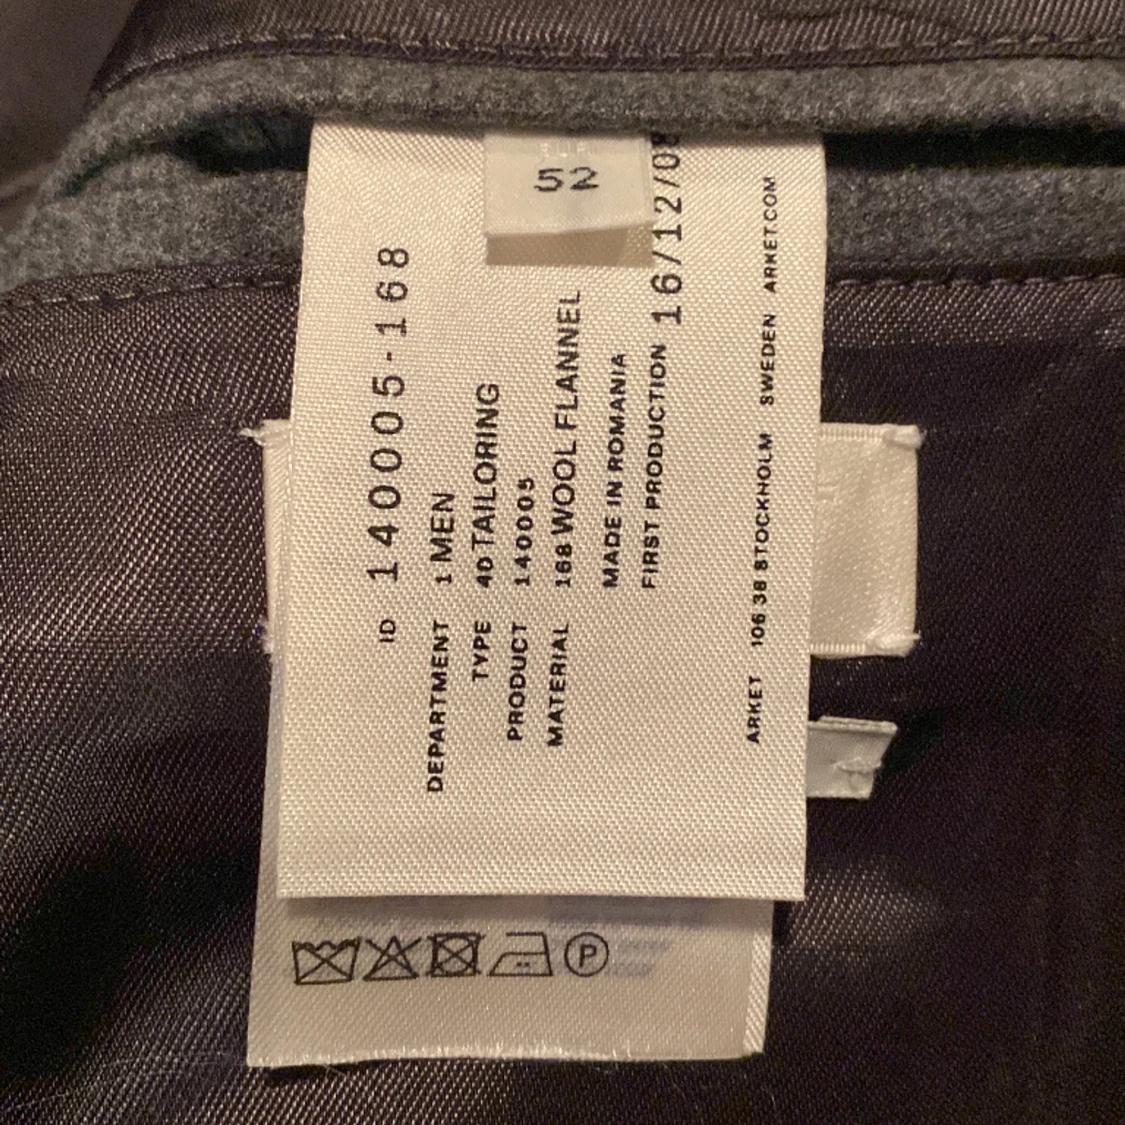 52
ID 140005-168
DEPARTMENT 1 MEN
TYPE 40 TAILORING
PRODUCT 140005
MATERIAL 168 WOOL FLANNEL
MADE IN ROMANIA
FIRST PRODUCTION 16/12/08
ARKET 106 38 STOCKHOLM SWEDEN ARKET.COM
P